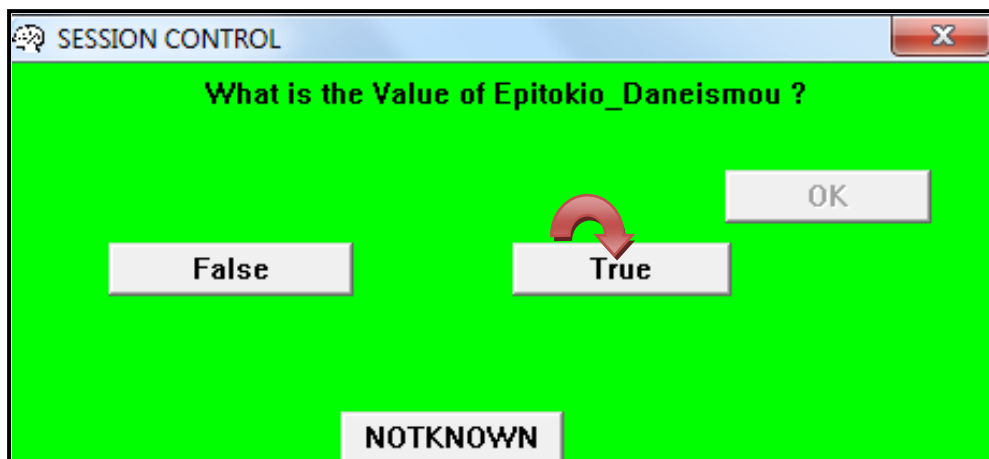 SESSION CONTROL
What is the Value of Epitokio_Daneismou ?
OK
False True
NOTKNOWN